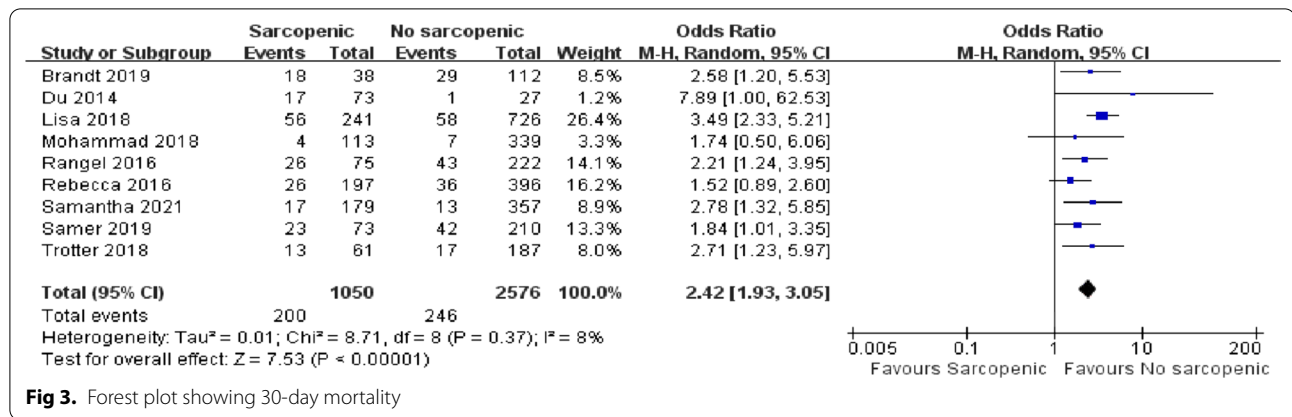 Sarcopenic No sarcopenic Odds Ratio Odds Ratio
Study or Subgroup Events Total Events Total Weight M-H, Random, 95% CI M-H, Random, 95% CI
Brandt 2019 18 38 29 112 8.5% 2.58 [1.20, 5.53]
Du 2014 17 73 1 27 1.2% 7.89 [1.00, 62.53]
Lisa 2018 56 241 58 726 26.4% 3.49 [2.33, 5.21]
Mohammad 2018 4 113 7 339 3.3% 1.74 [0.50, 6.06]
Rangel 2016 26 75 43 222 14.1% 2.21 [1.24, 3.95]
Rebecca 2016 26 197 36 396 16.2% 1.52 [0.89, 2.60]
Samantha 2021 17 179 13 357 8.9% 2.78 [1.32, 5.85]
Samer 2019 23 73 42 210 13.3% 1.84 [1.01, 3.35]
Trotter 2018 13 61 17 187 8.0% 2.71 [1.23, 5.97]
Total (95% CI) 1050 2576 100.0% 2.42 [1.93, 3.05]
Total events 200 246
Heterogeneity: Tau² = 0.01; Chi² = 8.71, df = 8 (P = 0.37); I² = 8%
Test for overall effect: Z = 7.53 (P < 0.00001)
0.005 0.1 1 10 200
Favours Sarcopenic Favours No sarcopenic
Fig 3. Forest plot showing 30-day mortality